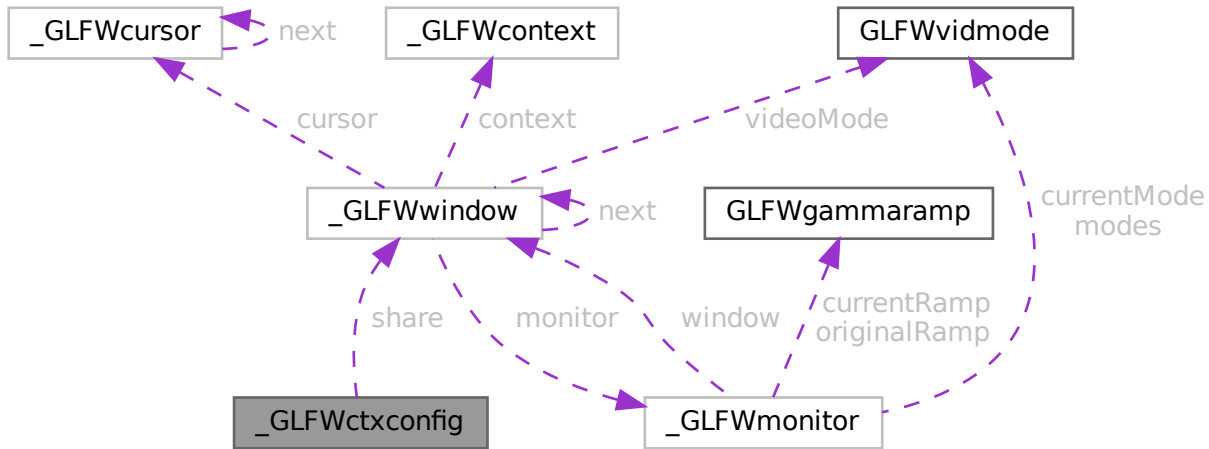 _GLFWcursor
next
_GLFWcontext
GLFWvidmode
cursor
context
videoMode
_GLFWwindow
next
GLFWgammaramp
currentMode
modes
share
monitor
window
currentRamp
originalRamp
_GLFWctxconfig
_GLFWmonitor